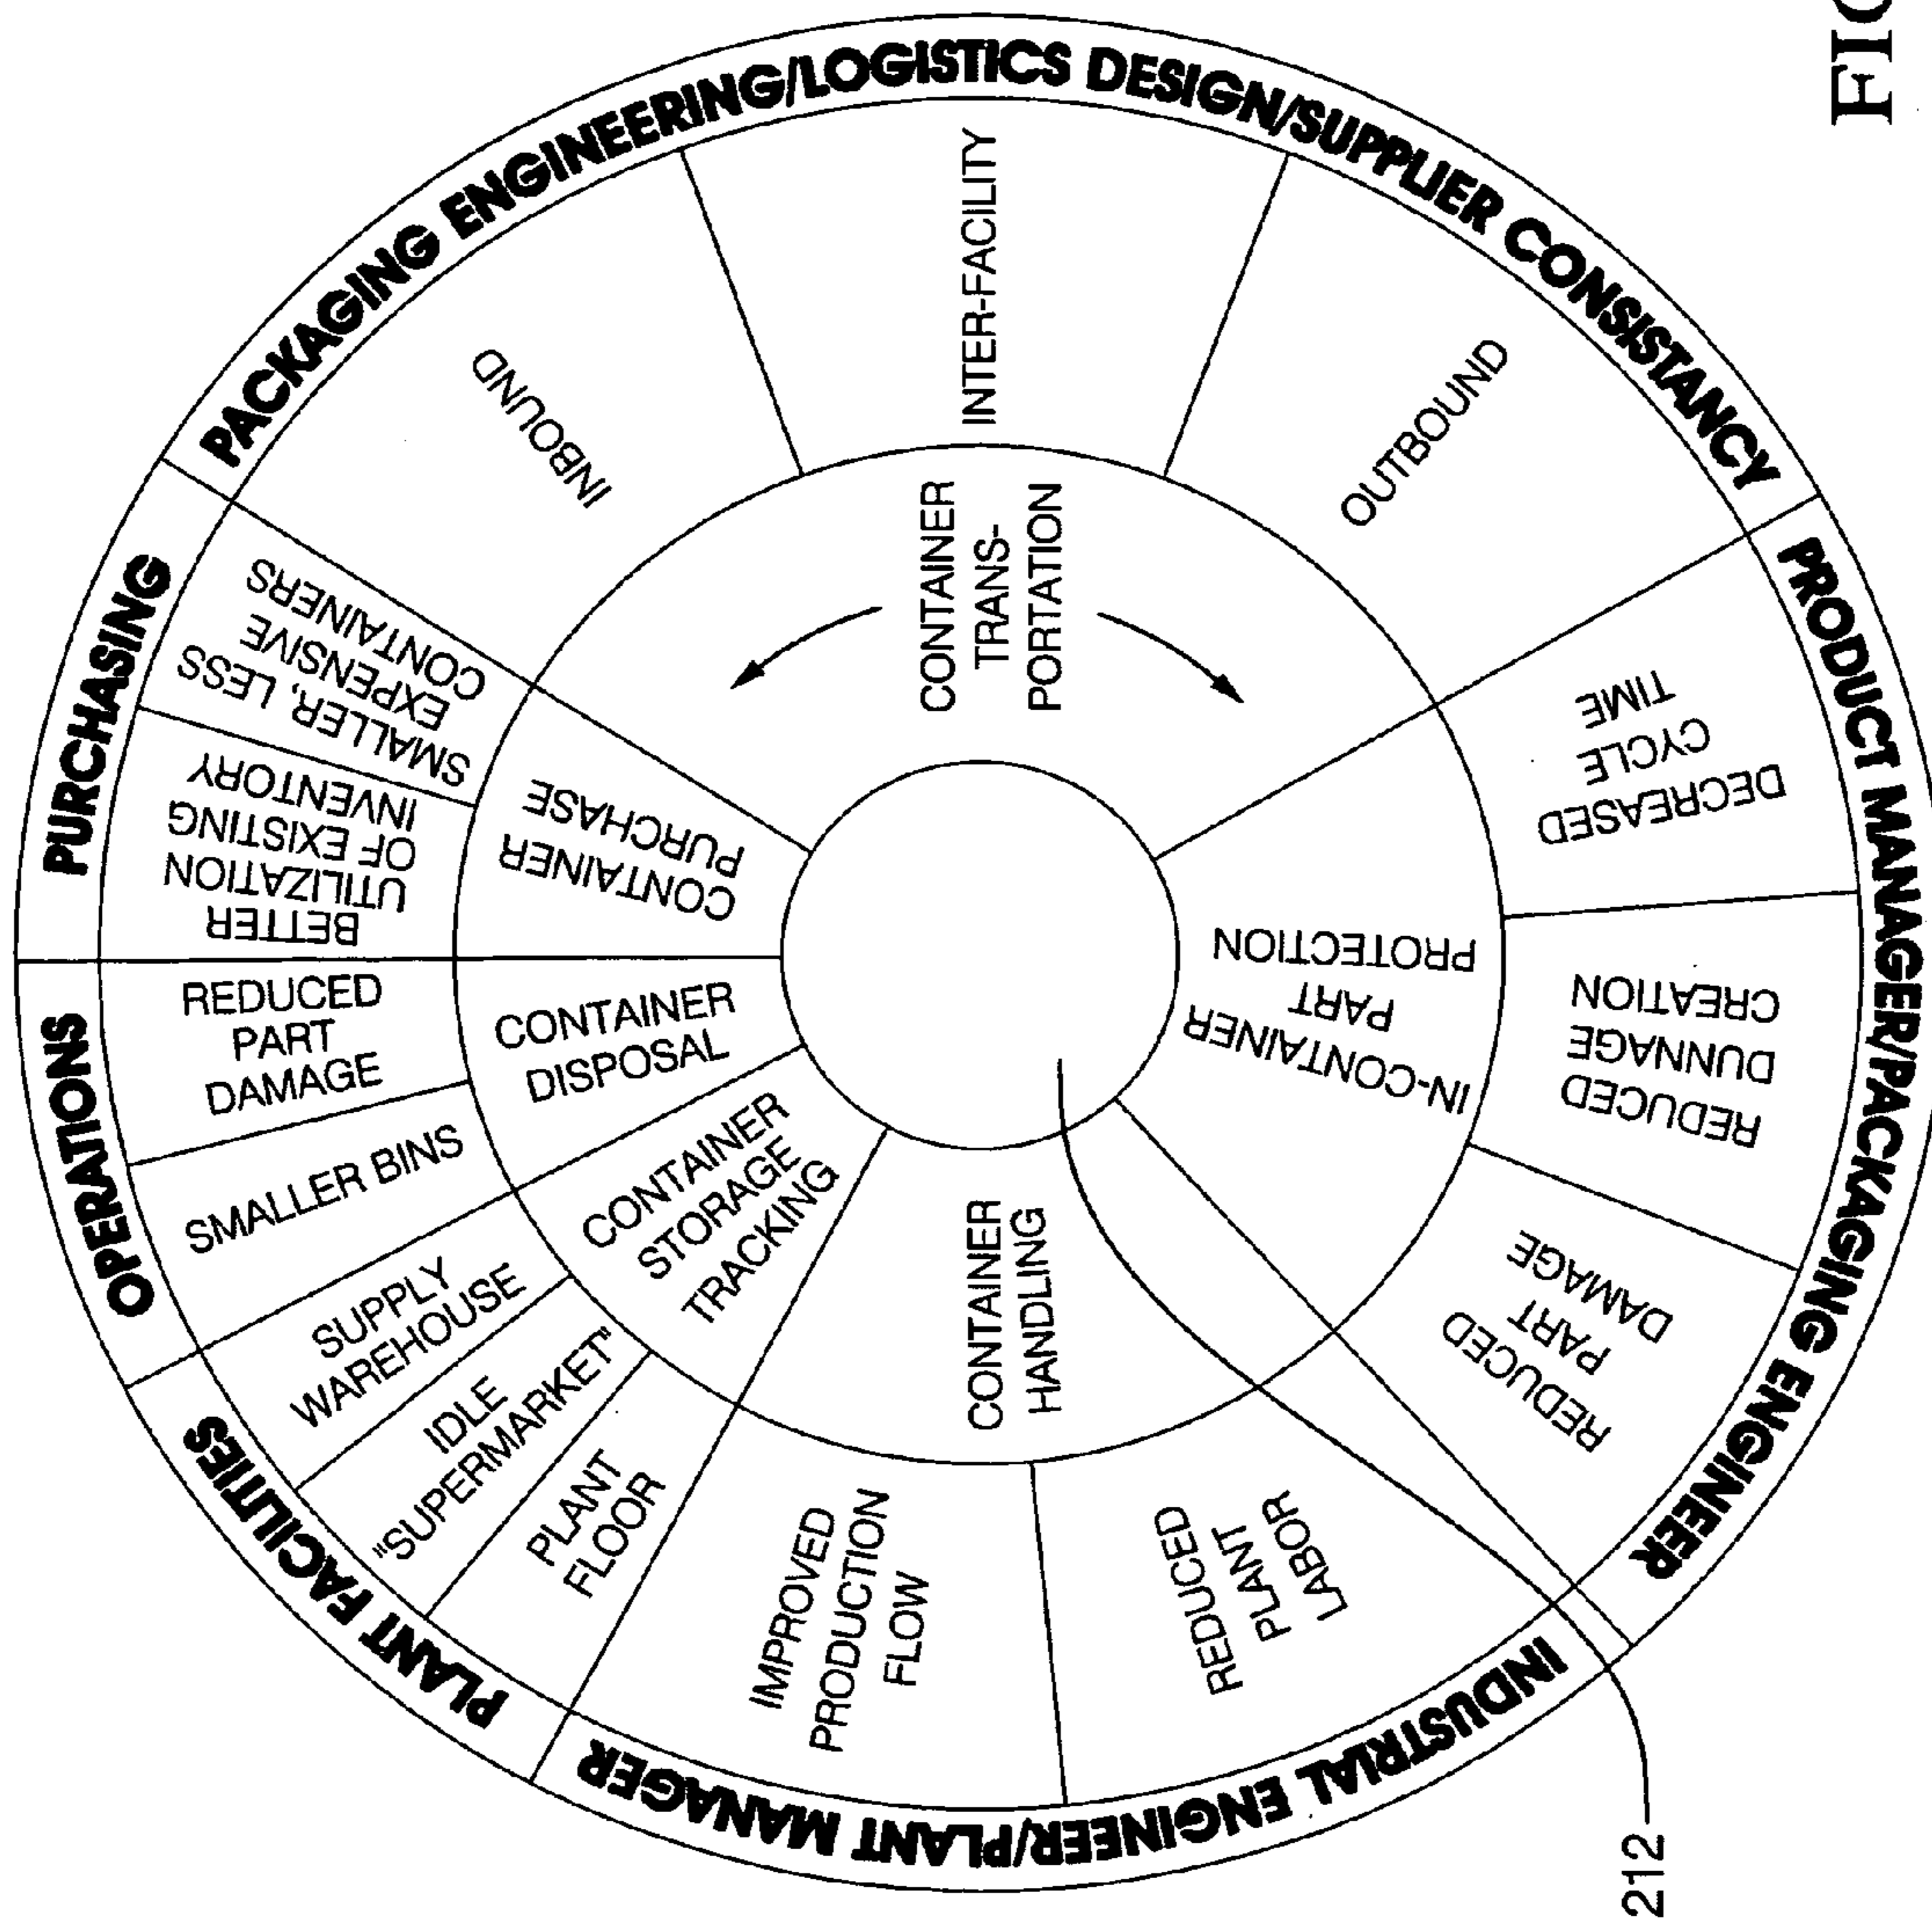 PACKAGING ENGINEERING/LOGISTICS DESIGN/SUPPLIER CONSISTANCY
PRODUCT MANAGER/PACKAGING ENGINEER
INDUSTRIAL ENGINEER/PLANT MANAGER
PLANT FACILITIES
OPERATIONS
PURCHASING
INBOUND
INTER-FACILITY
OUTBOUND
DECREASED
CYCLE
TIME
REDUCED
DUNNAGE
CREATION
REDUCED
PART
DAMAGE
REDUCED
PLANT
LABOR
IMPROVED
PRODUCTION
FLOW
PLANT
FLOOR
IDLE
"SUPERMARKET"
SUPPLY
WAREHOUSE
SMALLER BINS
REDUCED
PART
DAMAGE
BETTER
UTILIZATION
OF EXISTING
INVENTORY
SMALLER, LESS
EXPENSIVE
CONTAINERS
CONTAINER
TRANS-
PORTATION
IN-CONTAINER
PART
PROTECTION
CONTAINER
HANDLING
CONTAINER
STORAGE
TRACKING
CONTAINER
DISPOSAL
CONTAINER
PURCHASE
212